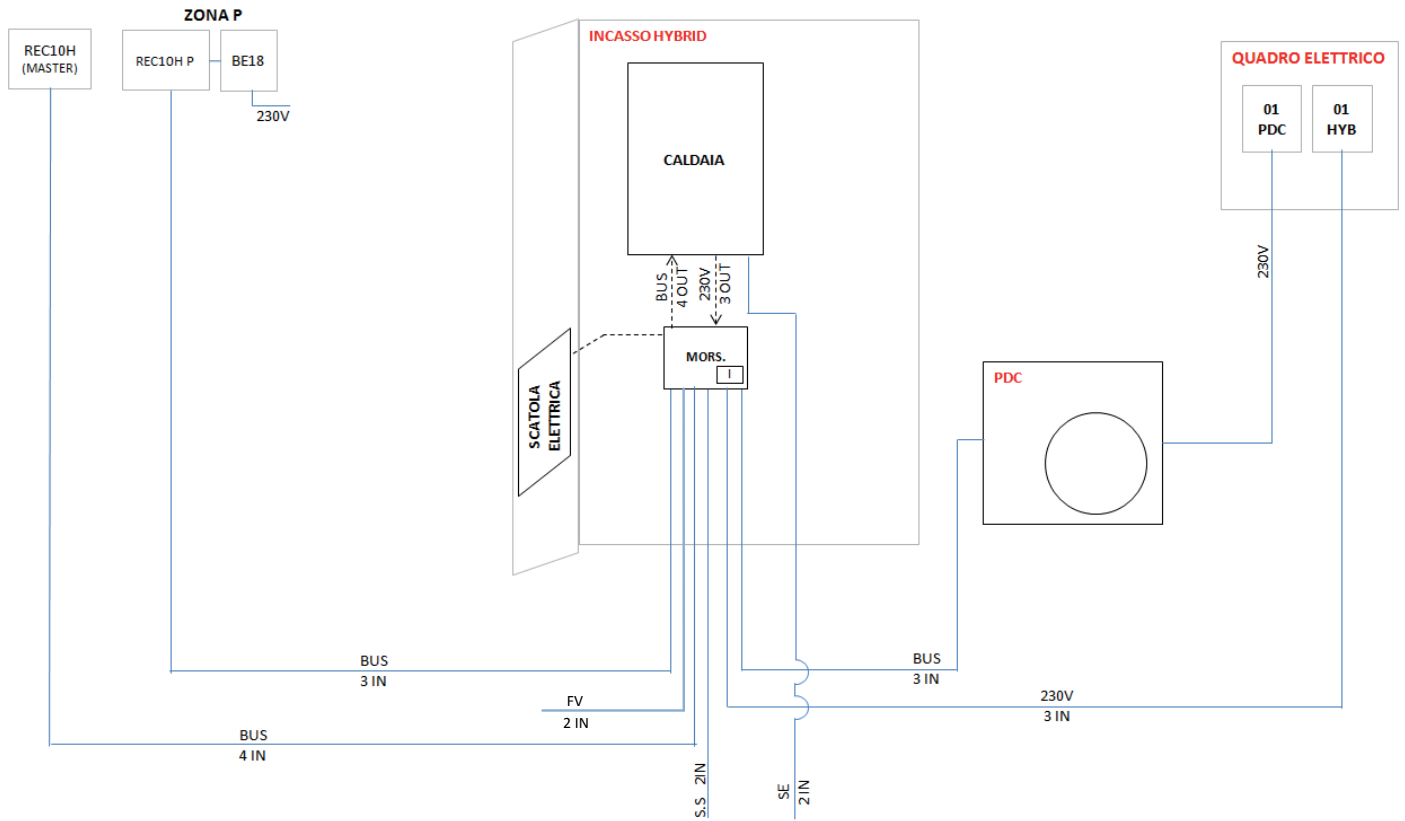 ZONA P
REC10H
(MASTER)
REC1OH P
BE18
230V
INCASSO HYBRID
CALDAIA
BUS
4 OUT
230V
3 OUT
MORS.
I
SCATOLA
ELETTRICA
QUADRO ELETTRICO
01
PDC
01
HYB
230V
PDC
BUS
3 IN
FV
2 IN
BUS
4 IN
S.S 2IN
SE
2 IN
BUS
3 IN
230V
3 IN